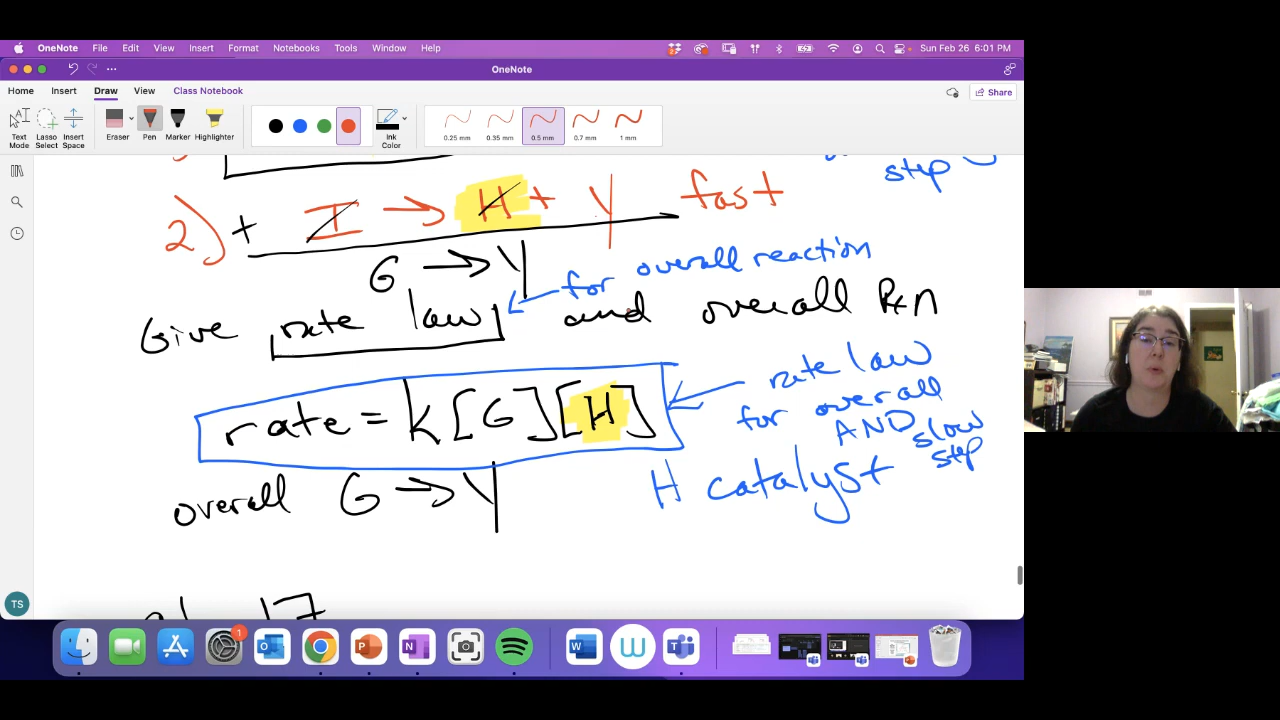 OneNote File Edit View Insert Format Notebooks Tools Window Help Sun Feb 26 6:01 PM
OneNote
Home Insert Draw View Class Notebook Share
Text Mode Lasso Select Insert Space Eraser Pen Marker Highlighter Ink Color 0.25 mm 0.35 mm 0.5 mm 0.7 mm 1 mm
step
2) + I → H + Y fast
G → Y
for overall reaction
Give rate law and overall Rxn
rate = k[G][H]
rate law
for overall
AND slow
step
H catalyst
overall G → Y
17
TS
1